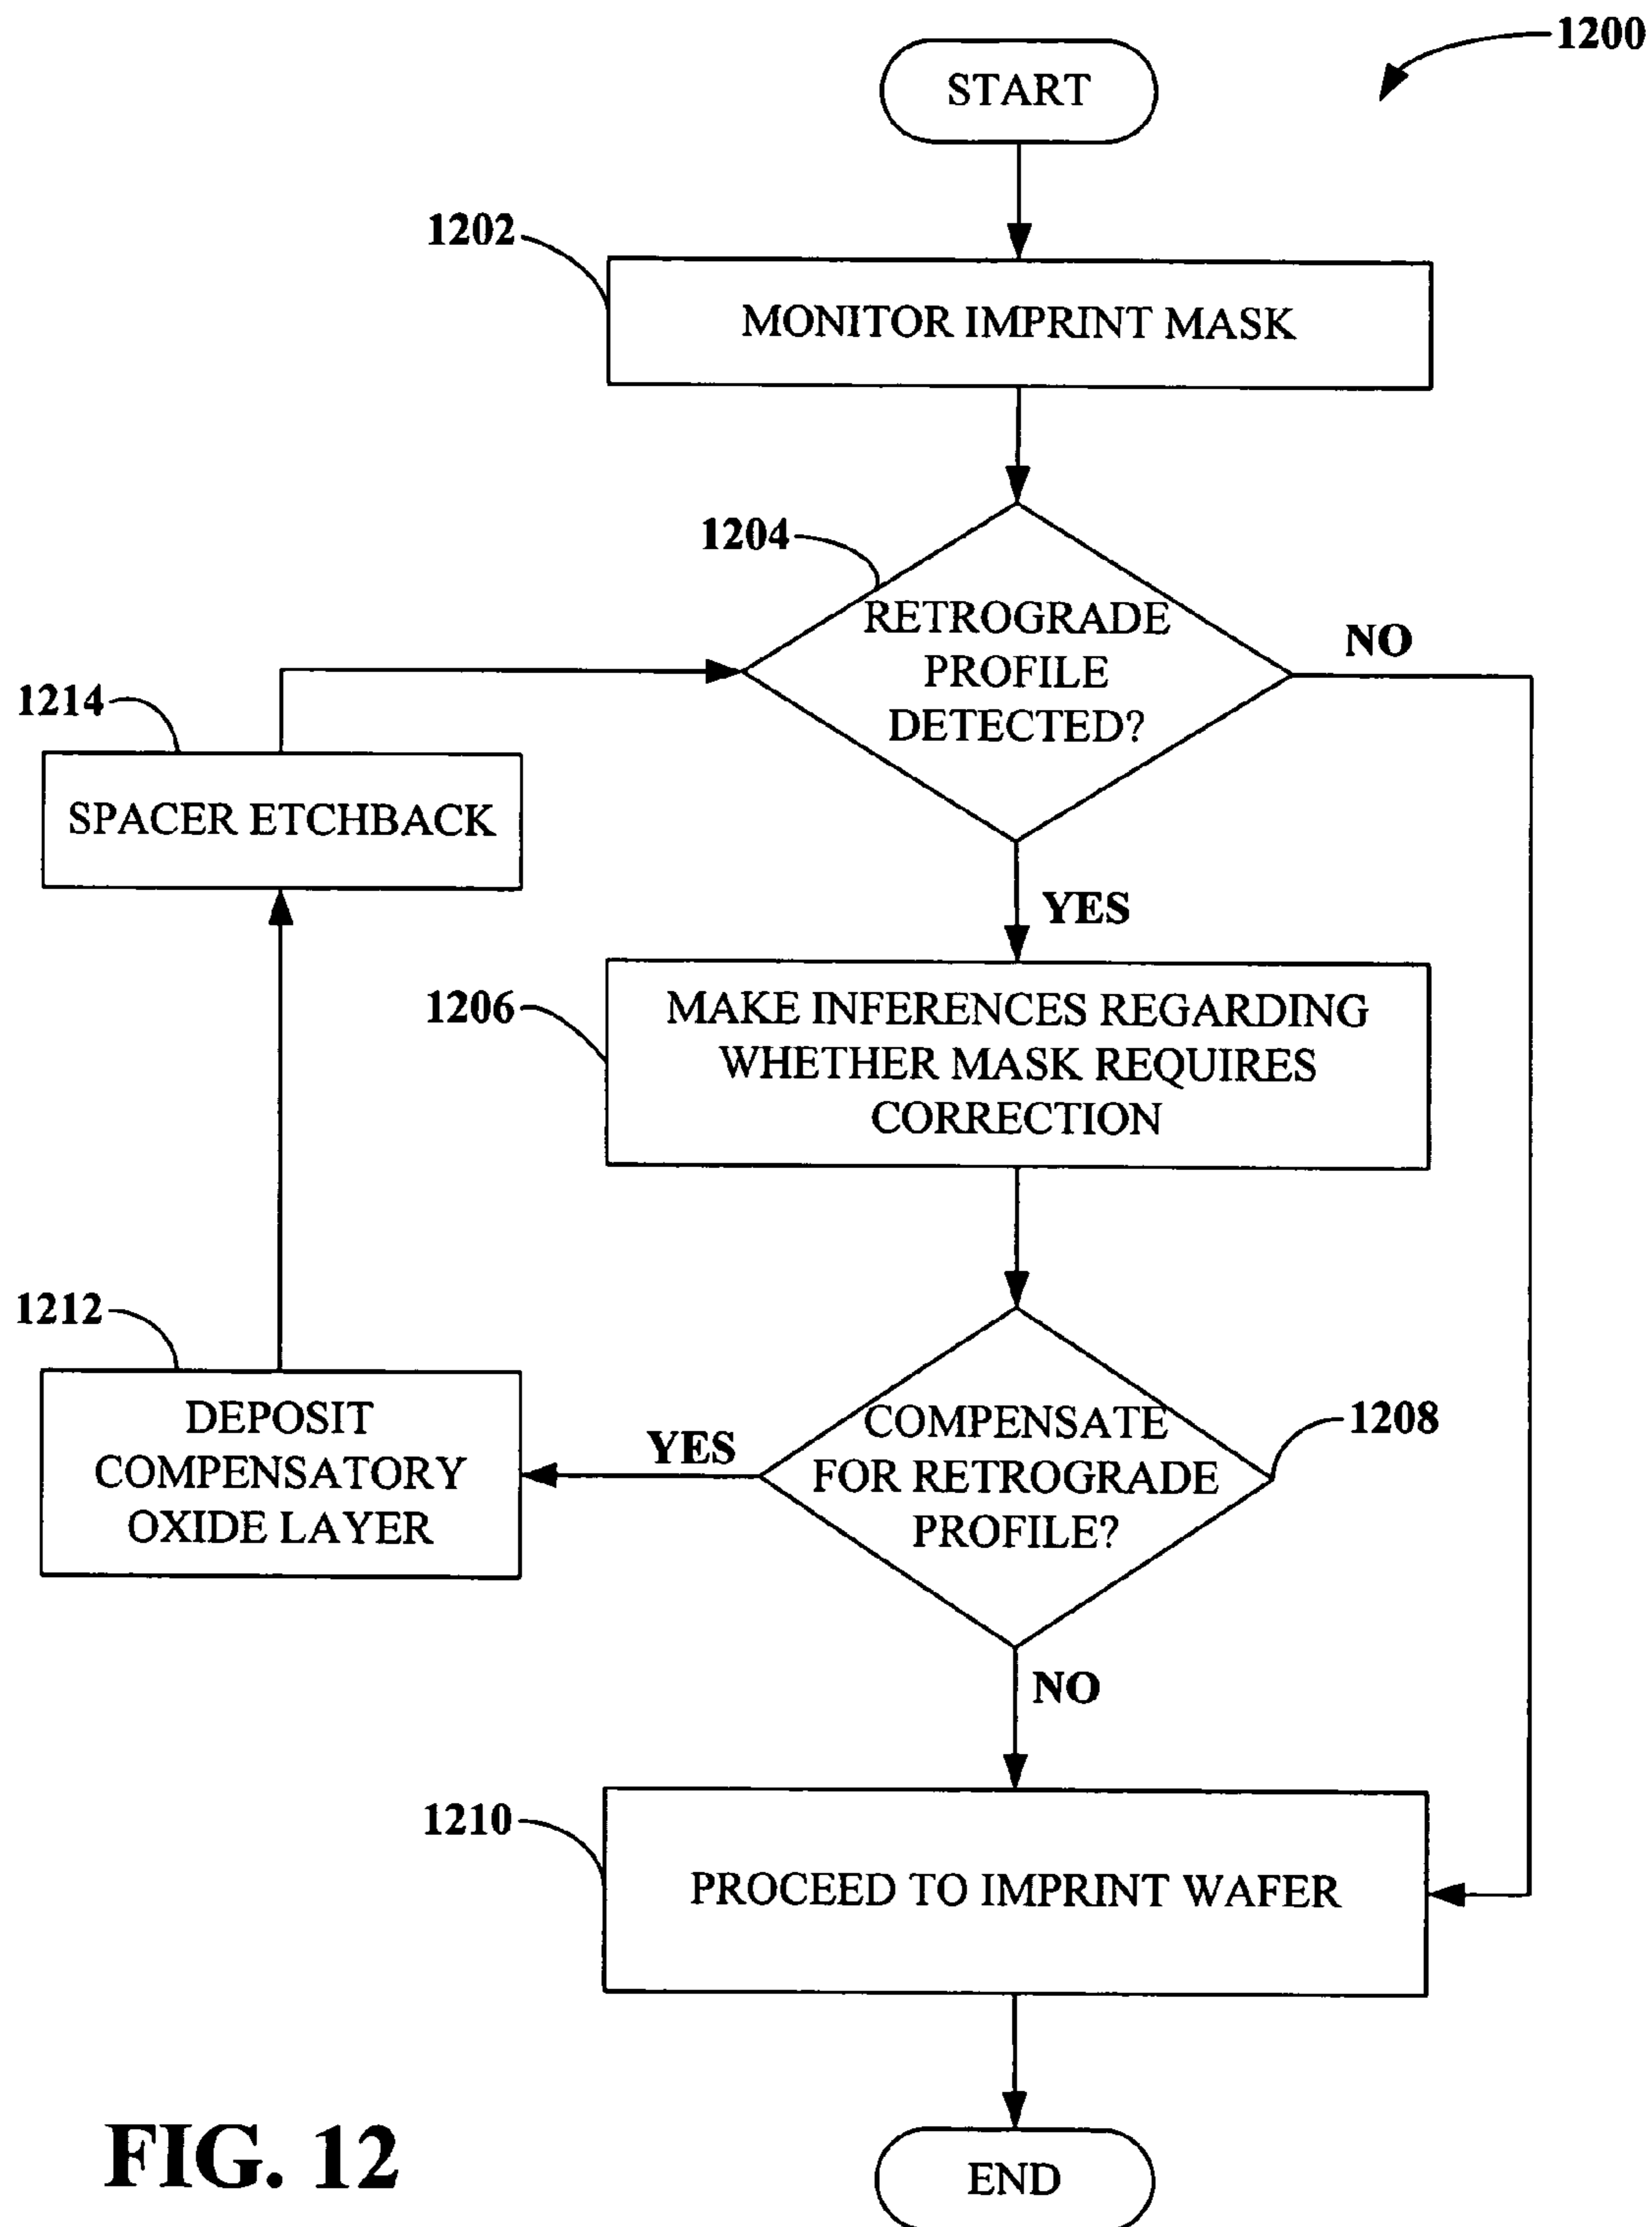 1200
START
1202
MONITOR IMPRINT MASK
1204
RETROGRADE
PROFILE
DETECTED?
NO
1214
SPACER ETCHBACK
YES
1206
MAKE INFERENCES REGARDING
WHETHER MASK REQUIRES
CORRECTION
1212
DEPOSIT
COMPENSATORY
OXIDE LAYER
YES
COMPENSATE
FOR RETROGRADE
PROFILE?
1208
NO
1210
PROCEED TO IMPRINT WAFER
FIG. 12
END